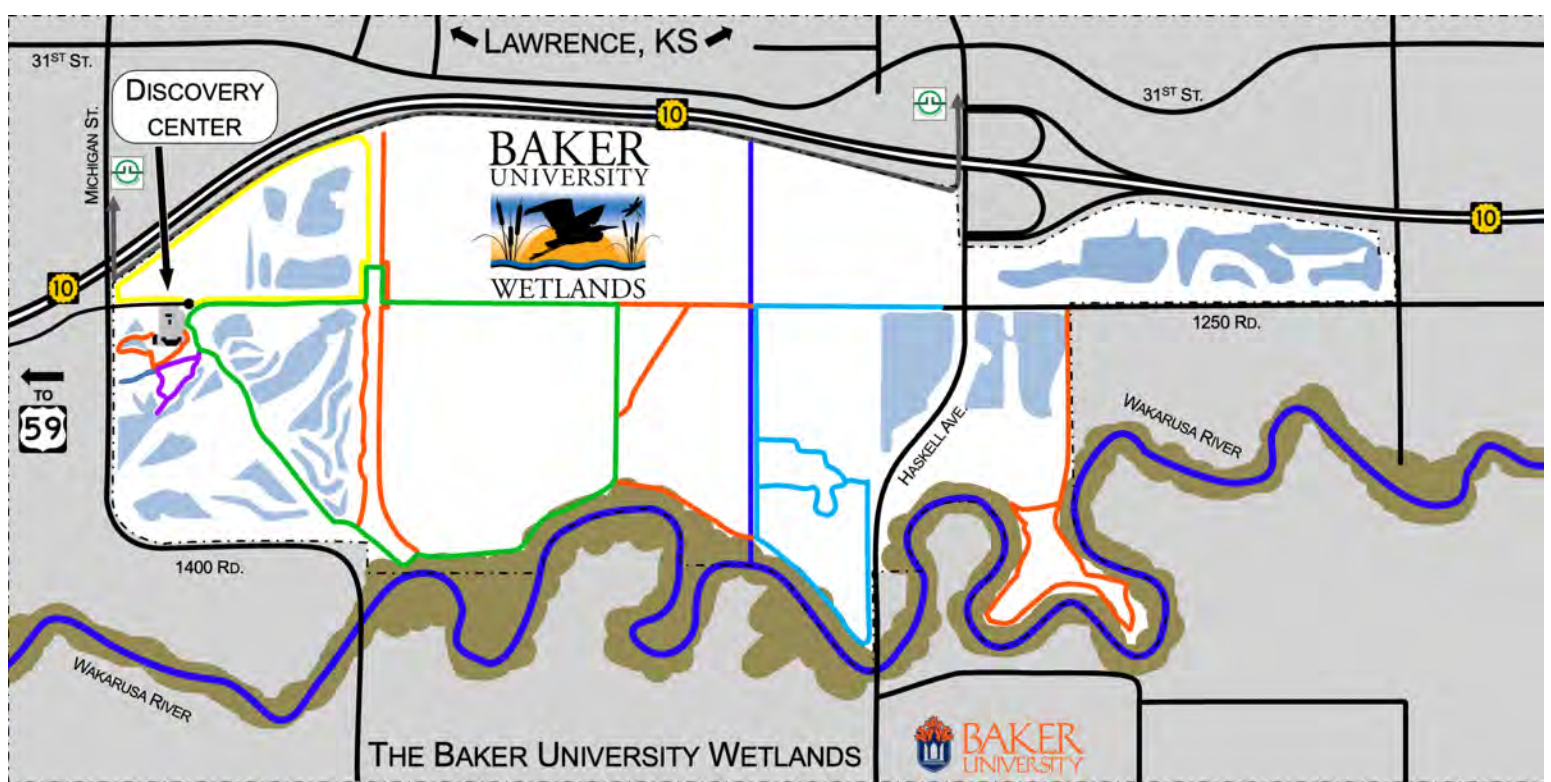 LAWRENCE, KS
31ST ST.
DISCOVERY
CENTER
MICHIGAN ST.
10
31ST ST.
BAKER
UNIVERSITY
WETLANDS
10
10
10
1250 RD.
TO
59
HASKELL AVE.
WAKARUSA RIVER
1400 RD.
WAKARUSA RIVER
THE BAKER UNIVERSITY WETLANDS
BAKER
UNIVERSITY